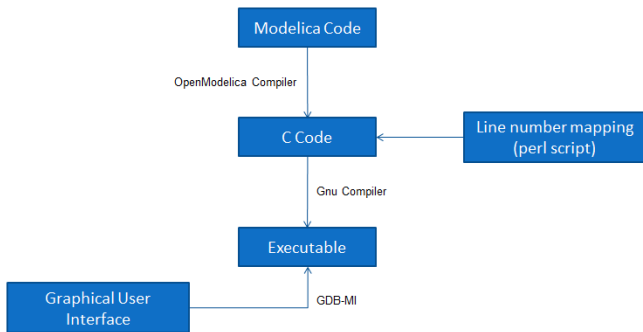 Modelica Code
OpenModelica Compiler
C Code
Line number mapping
(perl script)
Gnu Compiler
Executable
Graphical User
Interface
GDB-MI